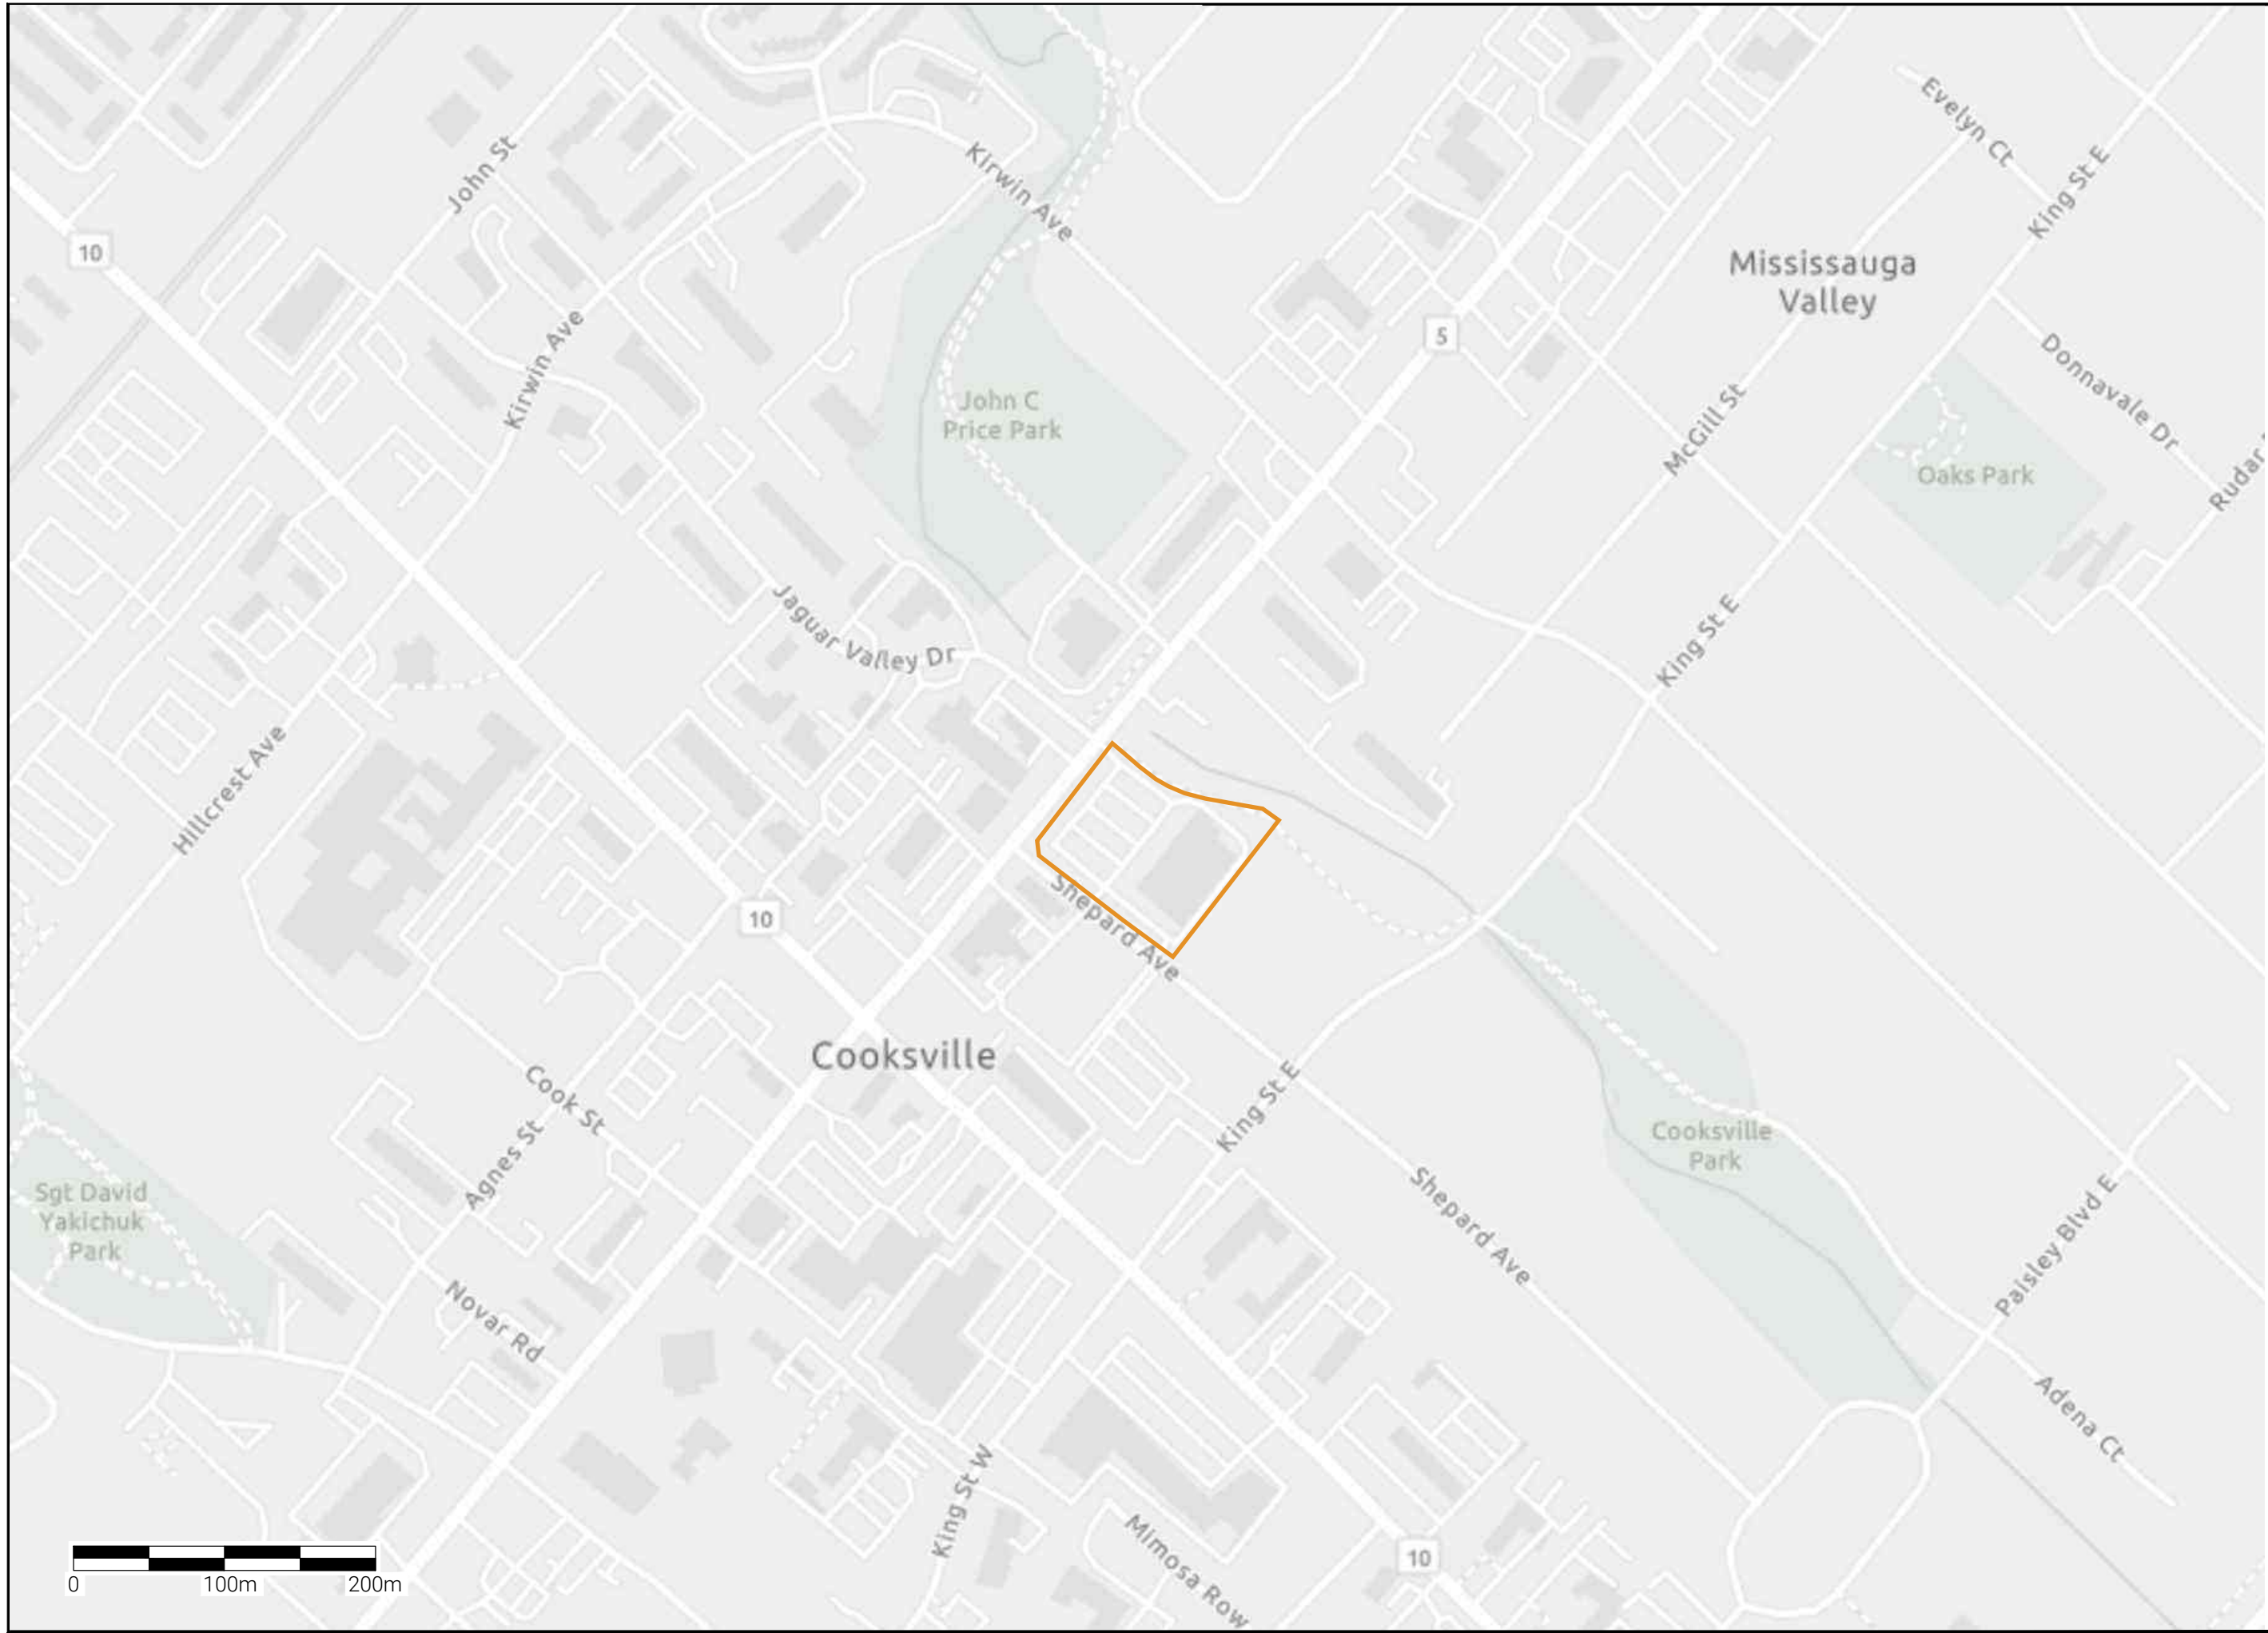 Evelyn Ct
King St E
John St
Kirwin Ave
10
Mississauga
Valley
5
Kirwin Ave
Donnavale Dr
John C
Price Park
McGill St
Oaks Park
Rudar
Jaguar Valley Dr
King St E
Hillcrest Ave
Shepard Ave
10
Cooksville
Cook St
King St E
Cooksville
Park
Agnes St
Sgt David
Yakichuk
Park
Shepard Ave
Paisley Blvd E
Novar Rd
Adena Ct
King St W
Mimosa Row
10
0 100m 200m